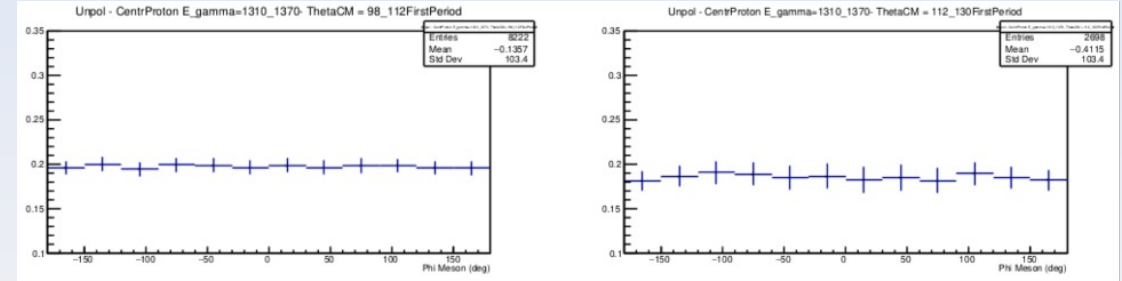 Unpol - CentrProton E_gamma=1310_1370- ThetaCM = 98_112FirstPeriod
Entries 8222
Mean -0.1357
Std Dev 103.4
0.35
0.3
0.25
0.2
0.15
0.1
-150 -100 -50 0 50 100 150
Phi Meson (deg)
Unpol - CentrProton E_gamma=1310_1370- ThetaCM = 112_130FirstPeriod
Entries 2698
Mean -0.4115
Std Dev 103.4
0.35
0.3
0.25
0.2
0.15
0.1
-150 -100 -50 0 50 100 150
Phi Meson (deg)